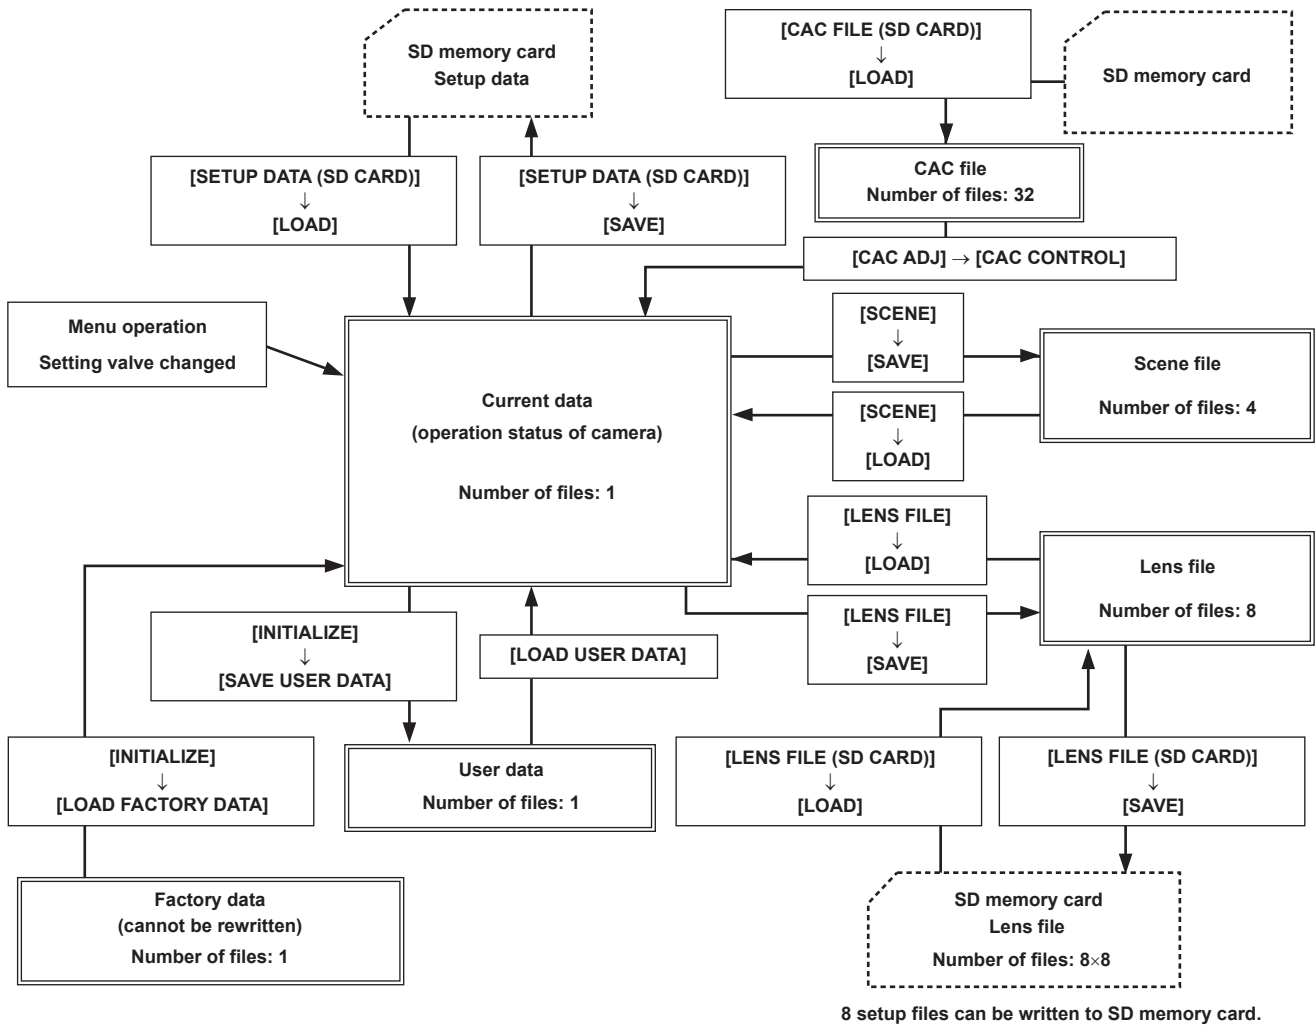 SD memory card
Setup data
[CAC FILE (SD CARD)]
↓
[LOAD]
SD memory card
[SETUP DATA (SD CARD)]
↓
[LOAD]
[SETUP DATA (SD CARD)]
↓
[SAVE]
CAC file
Number of files: 32
[CAC ADJ] → [CAC CONTROL]
Menu operation
Setting valve changed
Current data
(operation status of camera)
Number of files: 1
[SCENE]
↓
[SAVE]
[SCENE]
↓
[LOAD]
Scene file
Number of files: 4
[LENS FILE]
↓
[LOAD]
[LENS FILE]
↓
[SAVE]
Lens file
Number of files: 8
[INITIALIZE]
↓
[SAVE USER DATA]
[LOAD USER DATA]
[INITIALIZE]
↓
[LOAD FACTORY DATA]
User data
Number of files: 1
[LENS FILE (SD CARD)]
↓
[LOAD]
[LENS FILE (SD CARD)]
↓
[SAVE]
Factory data
(cannot be rewritten)
Number of files: 1
SD memory card
Lens file
Number of files: 8×8
8 setup files can be written to SD memory card.